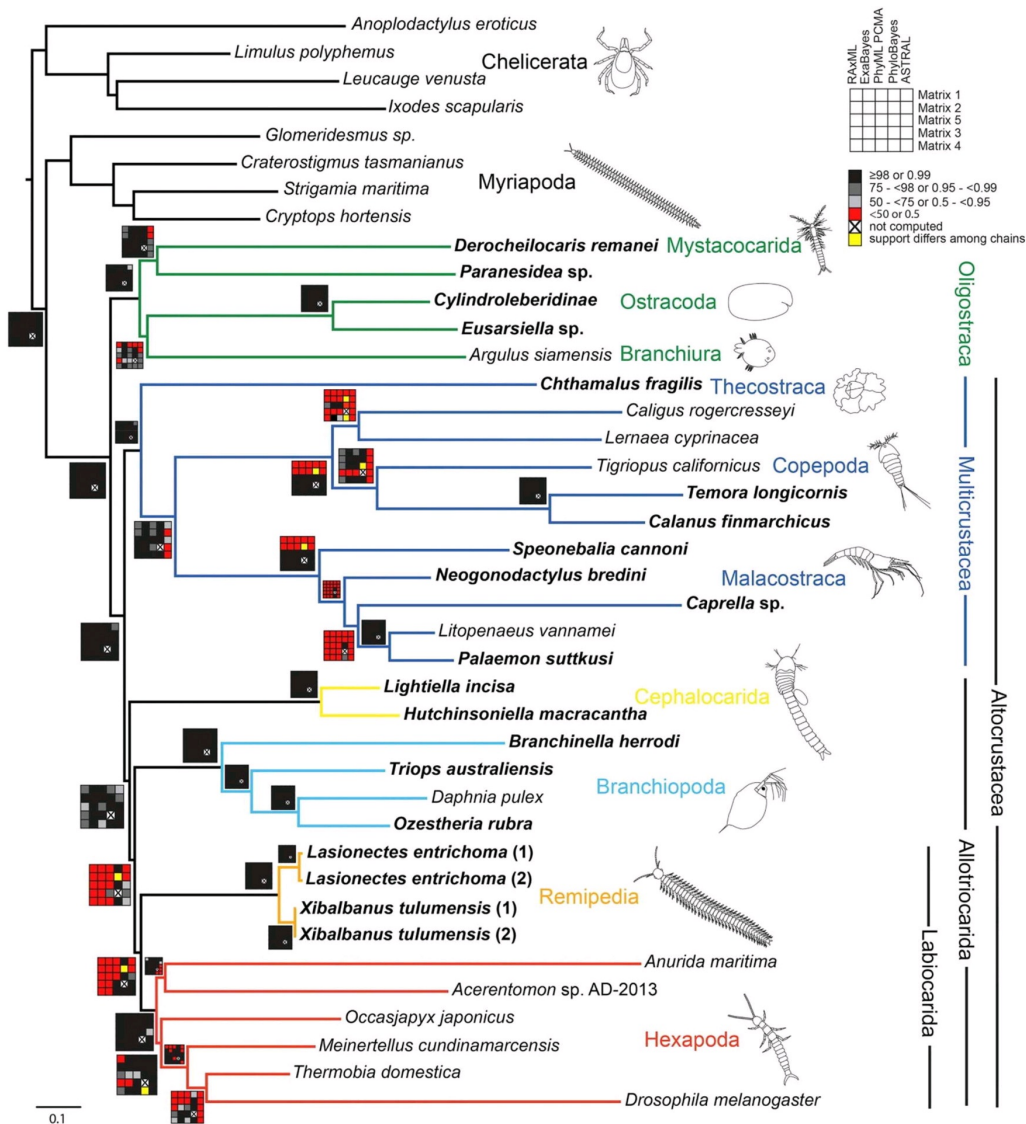 Anoplodactylus eroticus
Limulus polyphemus
Chelicerata
Leucauge venusta
Ixodes scapularis
RAxML
ExaBayes
PhyML PCMA
PhyloBayes
ASTRAL
Matrix 1
Matrix 2
Matrix 5
Matrix 3
Matrix 4
≥98 or 0.99
75 - <98 or 0.95 - <0.99
50 - <75 or 0.5 - <0.95
<50 or 0.5
not computed
support differs among chains
Glomeridesmus sp.
Craterostigmus tasmanianus
Myriapoda
Strigamia maritima
Cryptops hortensis
Derocheilocaris remanei
Mystacocarida
Paranesidea sp.
Cylindroleberidinae
Ostracoda
Eusarsiella sp.
Argulus siamensis
Branchiura
Oligostraca
Chthamalus fragilis
Thecostraca
Caligus rogercresseyi
Lernaea cyprinacea
Tigriopus californicus
Copepoda
Temora longicornis
Calanus finmarchicus
Speonebalia cannoni
Neogonodactylus bredini
Malacostraca
Caprella sp.
Litopenaeus vannamei
Palaemon suttkusi
Multicrustacea
Lightiella incisa
Cephalocarida
Hutchinsoniella macracantha
Branchinella herrodi
Triops australiensis
Branchiopoda
Daphnia pulex
Ozestheria rubra
Altocrustacea
Lasionectes entrichoma (1)
Lasionectes entrichoma (2)
Remipedia
Xibalbanus tulumensis (1)
Xibalbanus tulumensis (2)
Allotriocarida
Labiocarida
Anurida maritima
Acerentomon sp. AD-2013
Occasjapyx japonicus
Hexapoda
Meinertellus cundinamarcensis
Thermobia domestica
Drosophila melanogaster
0.1